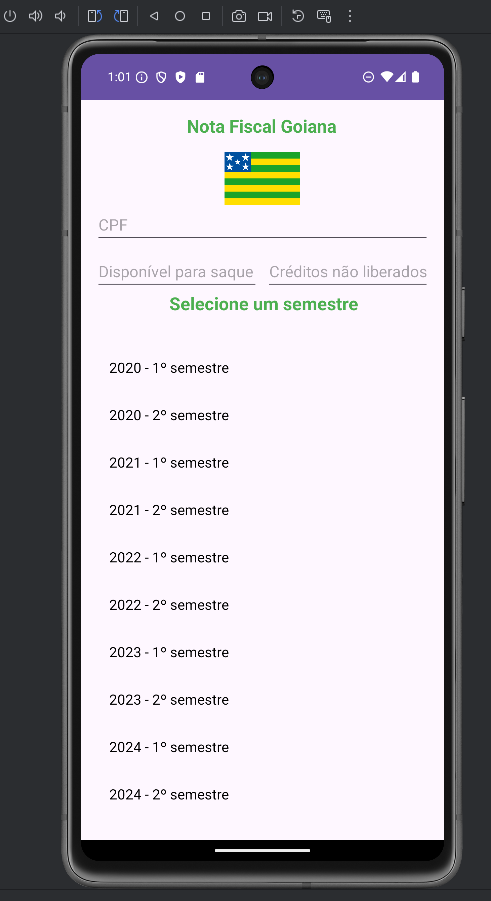 1:01
Nota Fiscal Goiana
CPF
Disponível para saque Créditos não liberados
Selecione um semestre
2020 - 1º semestre
2020 - 2º semestre
2021 - 1º semestre
2021 - 2º semestre
2022 - 1º semestre
2022 - 2º semestre
2023 - 1º semestre
2023 - 2º semestre
2024 - 1º semestre
2024 - 2º semestre